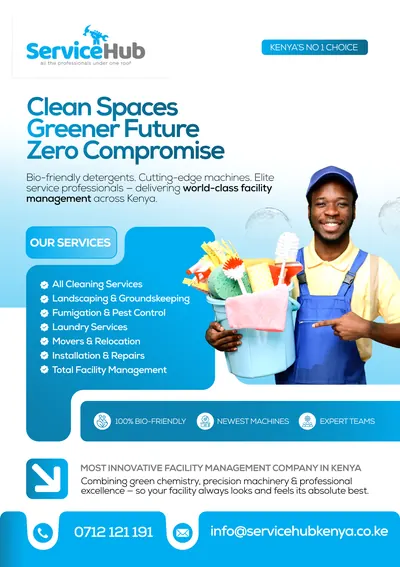 ServiceHub
all the professionals under one roof
KENYA'S NO 1 CHOICE
Clean Spaces
Greener Future
Zero Compromise
Bio-friendly detergents. Cutting-edge machines. Elite
service professionals — delivering world-class facility
management across Kenya.
OUR SERVICES
All Cleaning Services
Landscaping & Groundskeeping
Fumigation & Pest Control
Laundry Services
Movers & Relocation
Installation & Repairs
Total Facility Management
100% BIO-FRIENDLY
NEWEST MACHINES
EXPERT TEAMS
MOST INNOVATIVE FACILITY MANAGEMENT COMPANY IN KENYA
Combining green chemistry, precision machinery & professional
excellence — so your facility always looks and feels its absolute best.
0712 121 191
info@servicehubkenya.co.ke